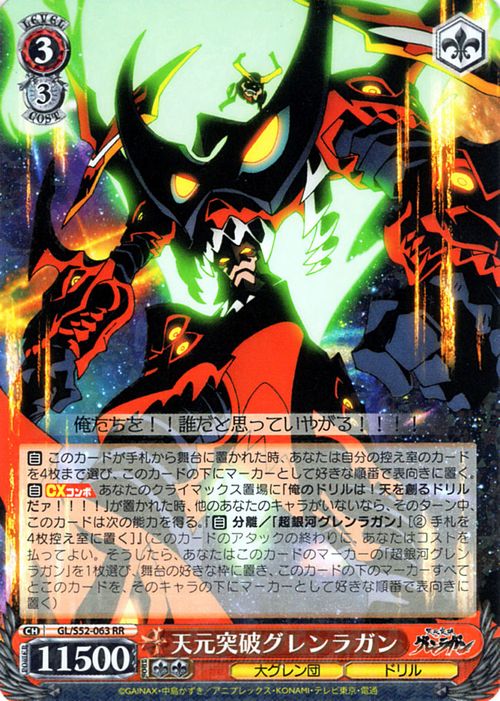 LEVEL
3
3
COST
俺たちを！！誰だと思っていやがる！！！！
自 このカードが手札から舞台に置かれた時、あなたは自分の控え室のカード
を4枚まで選び、このカードの下にマーカーとして好きな順番で表向きに置く。
自 CXコンボ あなたのクライマックス置場に「俺のドリルは！天を創るドリル
だァ！！！！」が置かれた時、他のあなたのキャラがいないなら、そのターン中、
このカードは次の能力を得る。『自 分離／「超銀河グレンラガン」［② 手札を
4枚控え室に置く］』（このカードのアタックの終わりに、あなたはコストを
払ってよい。そうしたら、あなたはこのカードのマーカーの「超銀河グレンラ
ガン」を1枚選び、舞台の好きな枠に置き、このカードの下のマーカーすべて
を、そのキャラの下にマーカーとして好きな順番で表向きに置く）
CH GL/S52-063 RR
天元突破グレンラガン
天元突破
グレンラガン
POWER
11500
SOUL
大グレン団
ドリル
©GAINAX・中島かずき／アニプレックス・KONAMI・テレビ東京・電通